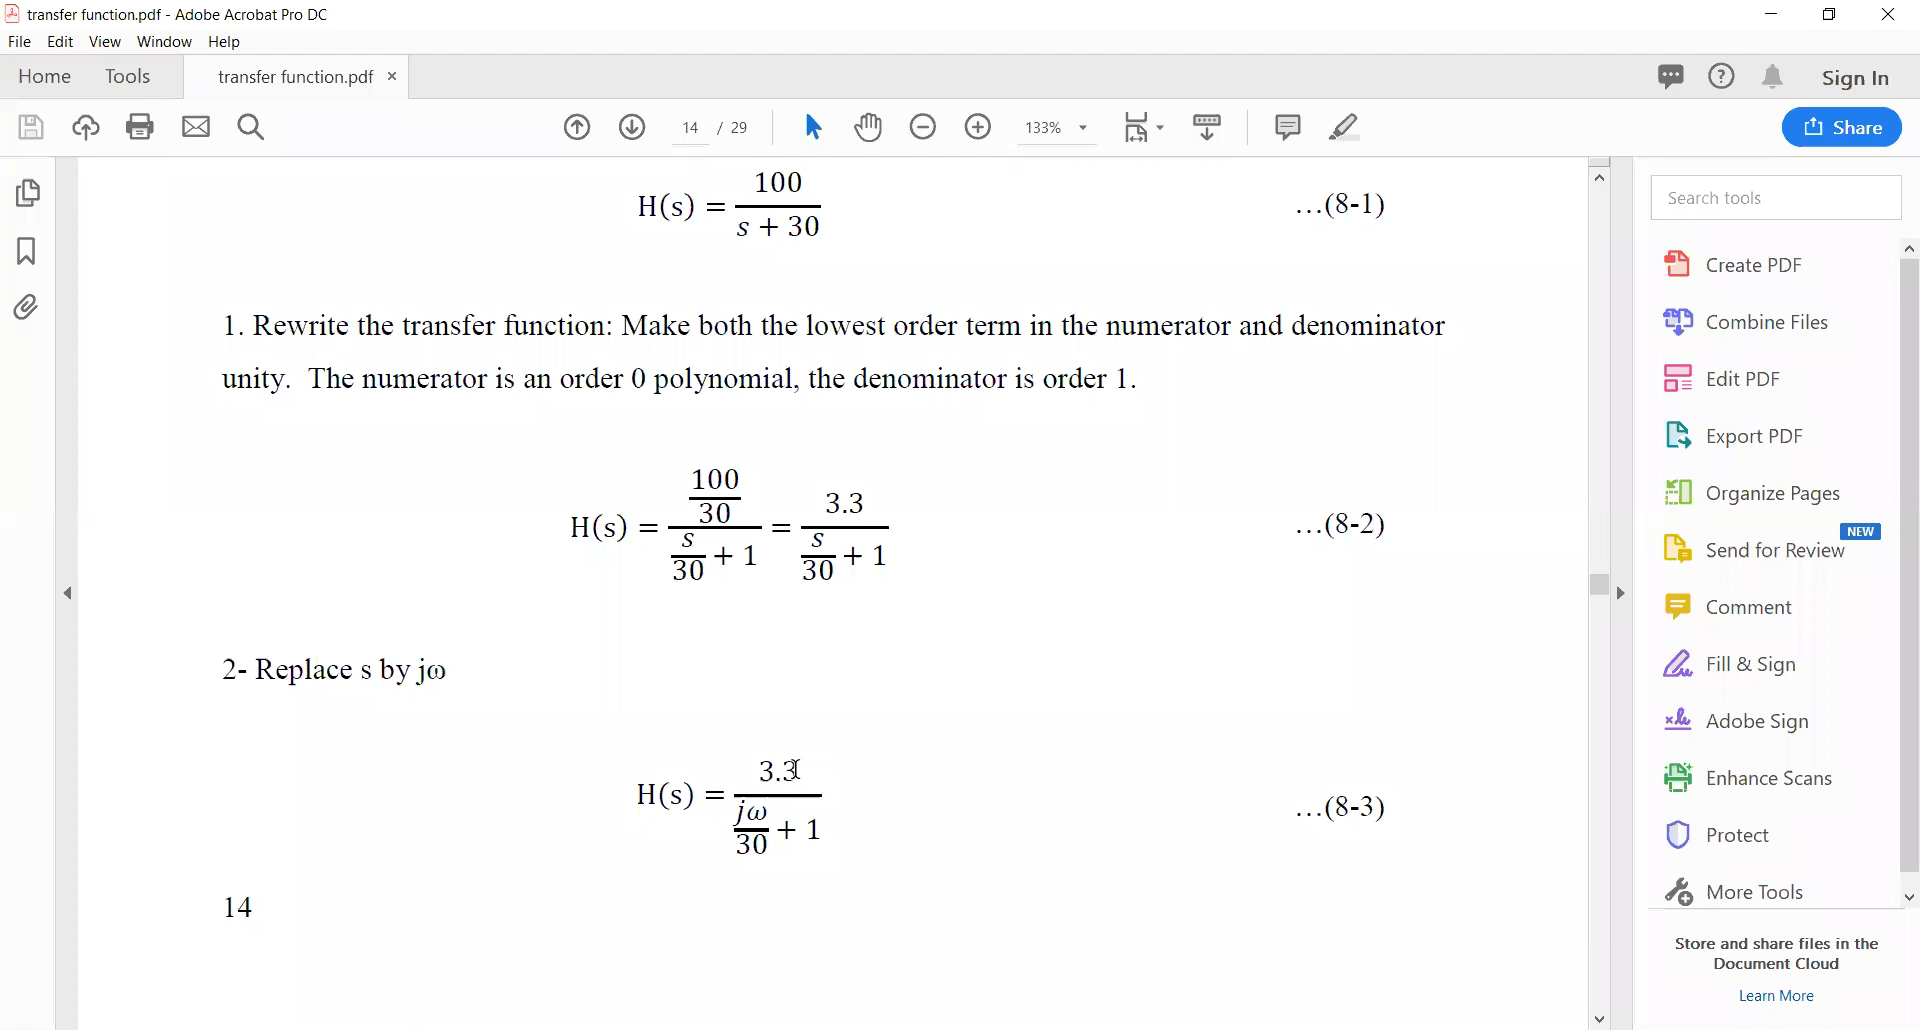 transfer function.pdf - Adobe Acrobat Pro DC
File Edit View Window Help
Home Tools transfer function.pdf × Sign In
14 / 29 133% Share
H(s) = 100 / s + 30 …(8-1)
1. Rewrite the transfer function: Make both the lowest order term in the numerator and denominator
unity. The numerator is an order 0 polynomial, the denominator is order 1.
H(s) = 100/30 / s/30 + 1 = 3.3 / s/30 + 1 …(8-2)
2- Replace s by jω
H(s) = 3.3 / jω/30 + 1 …(8-3)
14
Search tools
Create PDF
Combine Files
Edit PDF
Export PDF
Organize Pages
NEW
Send for Review
Comment
Fill & Sign
Adobe Sign
Enhance Scans
Protect
More Tools
Store and share files in the
Document Cloud
Learn More